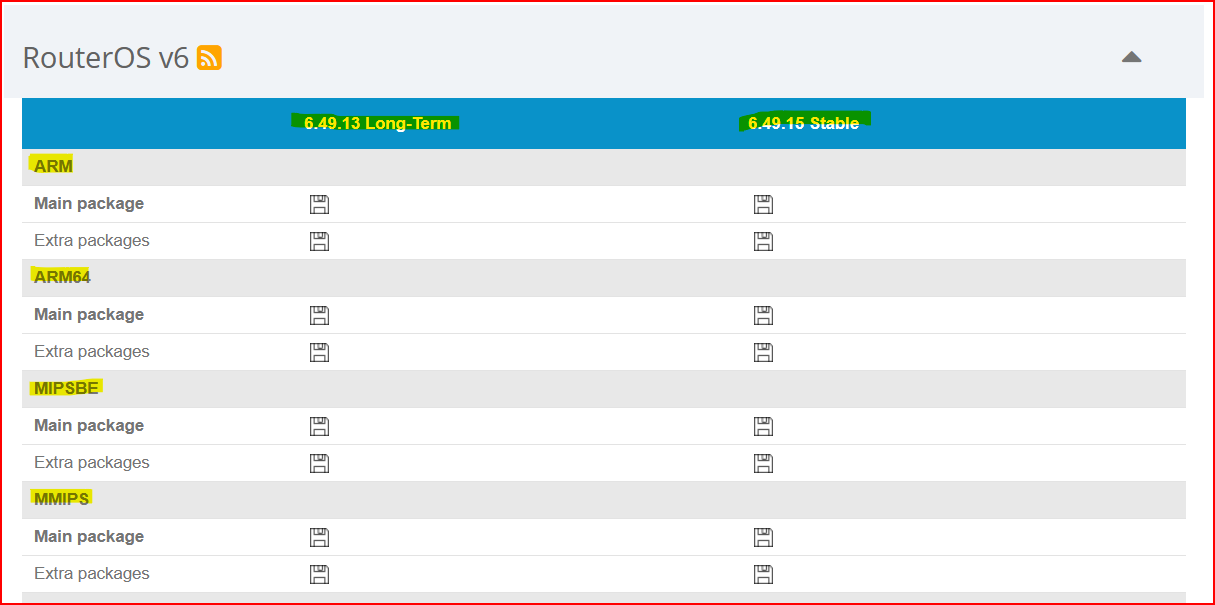 RouterOS v6
6.49.13 Long-Term 6.49.15 Stable
ARM
Main package
Extra packages
ARM64
Main package
Extra packages
MIPSBE
Main package
Extra packages
MMIPS
Main package
Extra packages